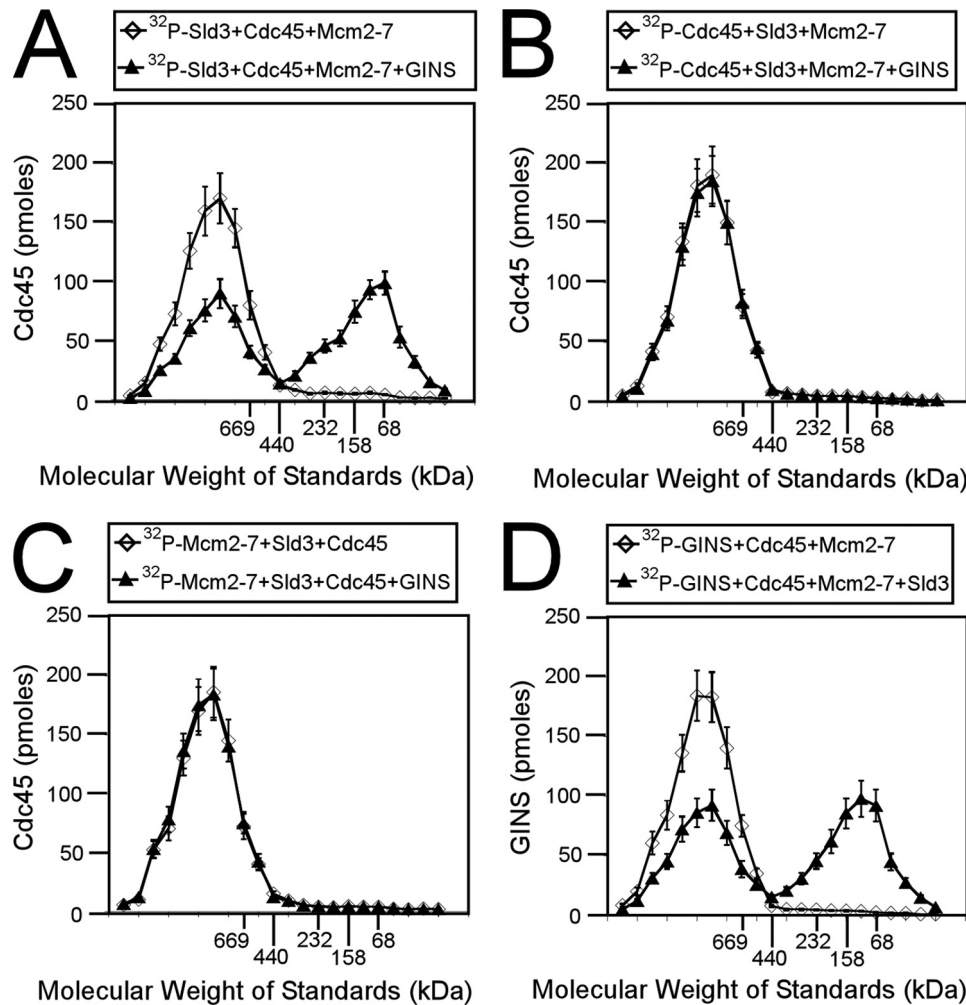 A
³²P-Sld3+Cdc45+Mcm2-7
³²P-Sld3+Cdc45+Mcm2-7+GINS
250
200
150
100
50
0
Cdc45 (pmoles)
669
440
232
158
68
Molecular Weight of Standards (kDa)
B
³²P-Cdc45+Sld3+Mcm2-7
³²P-Cdc45+Sld3+Mcm2-7+GINS
250
200
150
100
50
0
Cdc45 (pmoles)
669
440
232
158
68
Molecular Weight of Standards (kDa)
C
³²P-Mcm2-7+Sld3+Cdc45
³²P-Mcm2-7+Sld3+Cdc45+GINS
250
200
150
100
50
0
Cdc45 (pmoles)
669
440
232
158
68
Molecular Weight of Standards (kDa)
D
³²P-GINS+Cdc45+Mcm2-7
³²P-GINS+Cdc45+Mcm2-7+Sld3
250
200
150
100
50
0
GINS (pmoles)
669
440
232
158
68
Molecular Weight of Standards (kDa)